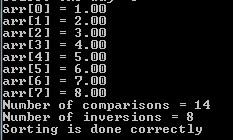 arr[0] = 1.00
arr[1] = 2.00
arr[2] = 3.00
arr[3] = 4.00
arr[4] = 5.00
arr[5] = 6.00
arr[6] = 7.00
arr[7] = 8.00
Number of comparisons = 14
Number of inversions = 8
Sorting is done correctly